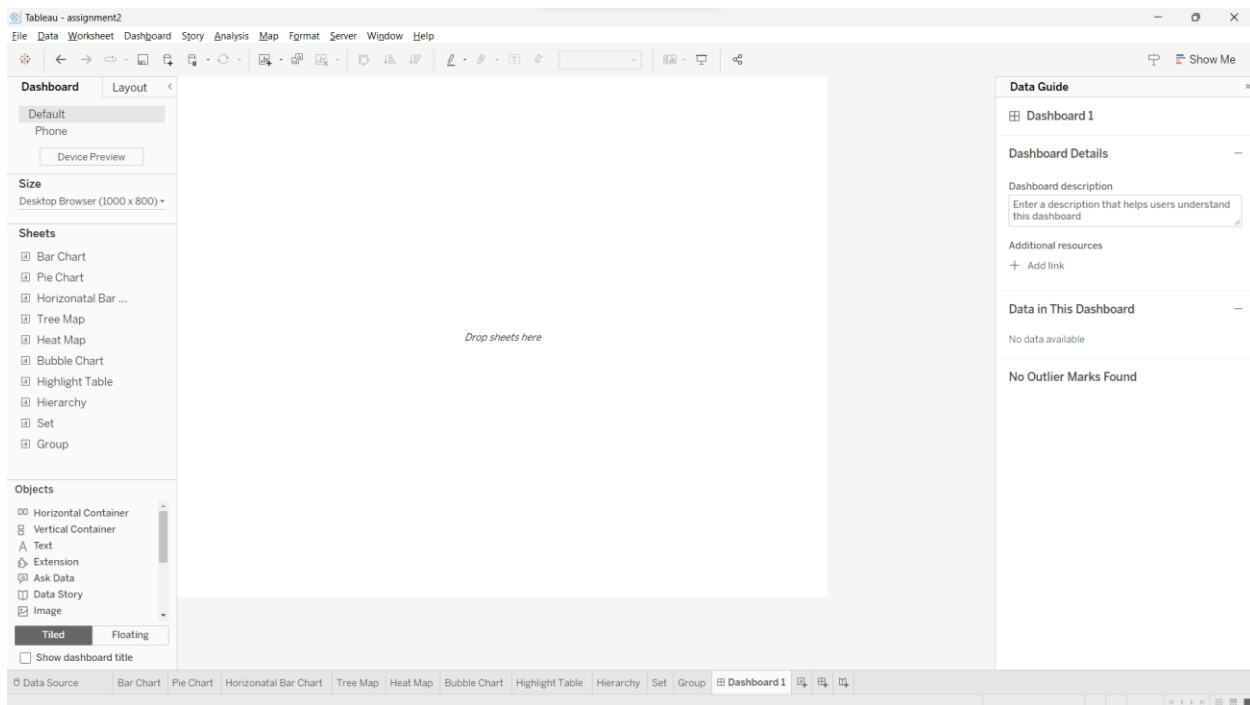 Tableau - assignment2
File Data Worksheet Dashboard Story Analysis Map Format Server Window Help
Show Me
Dashboard Layout
Default
Phone
Device Preview
Size
Desktop Browser (1000 x 800)
Sheets
Bar Chart
Pie Chart
Horizonatal Bar ...
Tree Map
Heat Map
Bubble Chart
Highlight Table
Hierarchy
Set
Group
Objects
Horizontal Container
Vertical Container
Text
Extension
Ask Data
Data Story
Image
Tiled Floating
Show dashboard title
Drop sheets here
Data Guide
Dashboard 1
Dashboard Details
Dashboard description
Enter a description that helps users understand
this dashboard
Additional resources
Add link
Data in This Dashboard
No data available
No Outlier Marks Found
Data Source Bar Chart Pie Chart Horizonatal Bar Chart Tree Map Heat Map Bubble Chart Highlight Table Hierarchy Set Group Dashboard 1